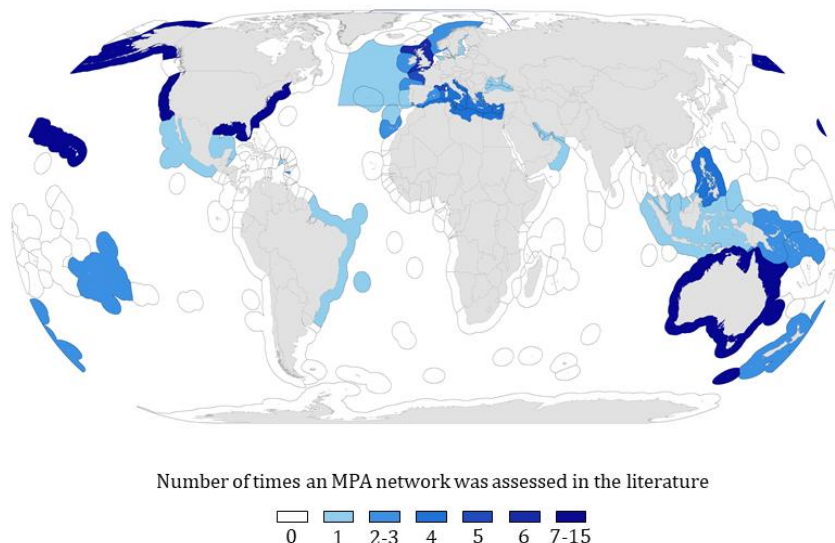 Number of times an MPA network was assessed in the literature
0 1 2-3 4 5 6 7-15